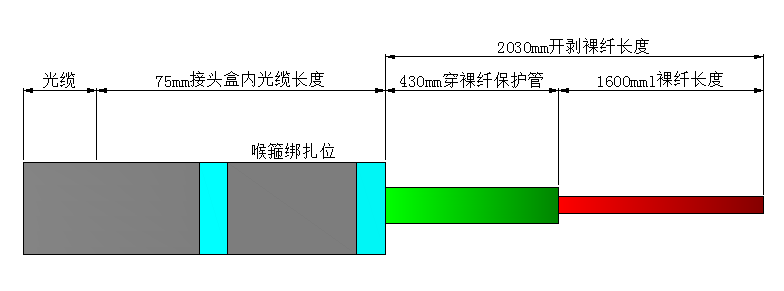 2030mm开剥裸纤长度
光缆
75mm接头盒内光缆长度
430mm穿裸纤保护管
1600mml裸纤长度
喉箍绑扎位